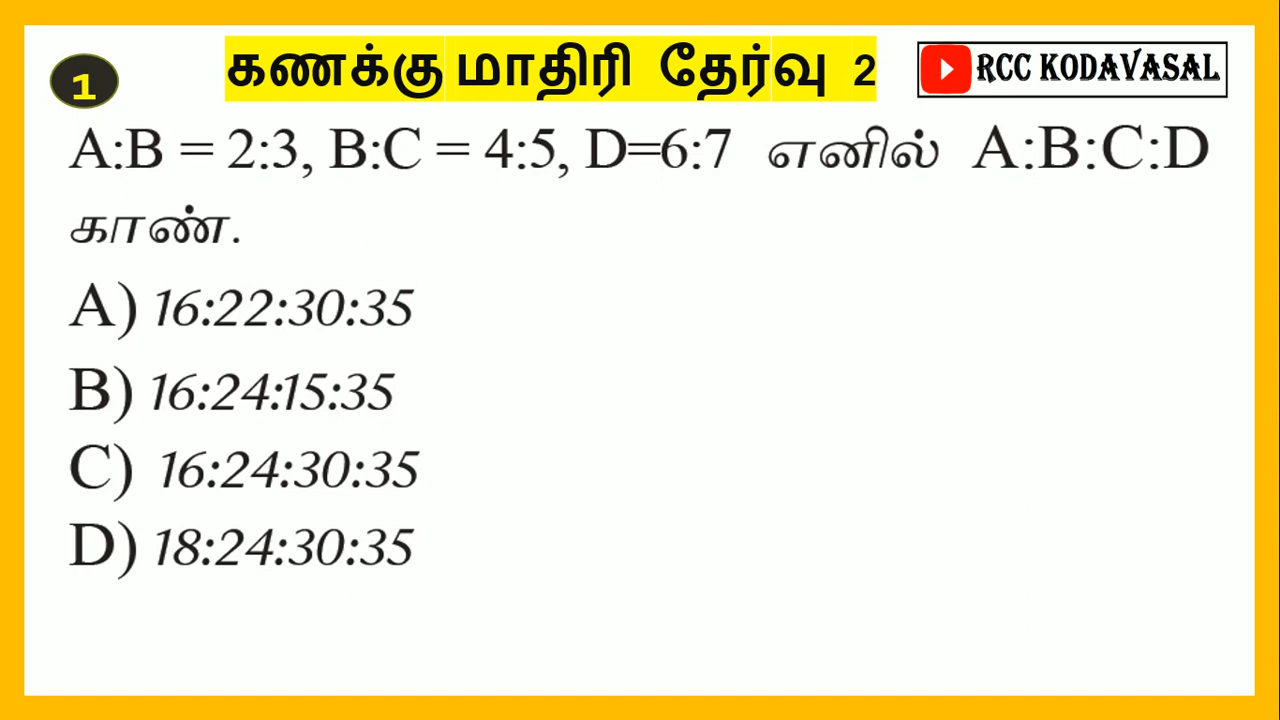 1
கணக்கு மாதிரி தேர்வு 2
RCC KODAVASAL
A:B = 2:3, B:C = 4:5, D=6:7 எனில் A:B:C:D
காண்.
A) 16:22:30:35
B) 16:24:15:35
C) 16:24:30:35
D) 18:24:30:35